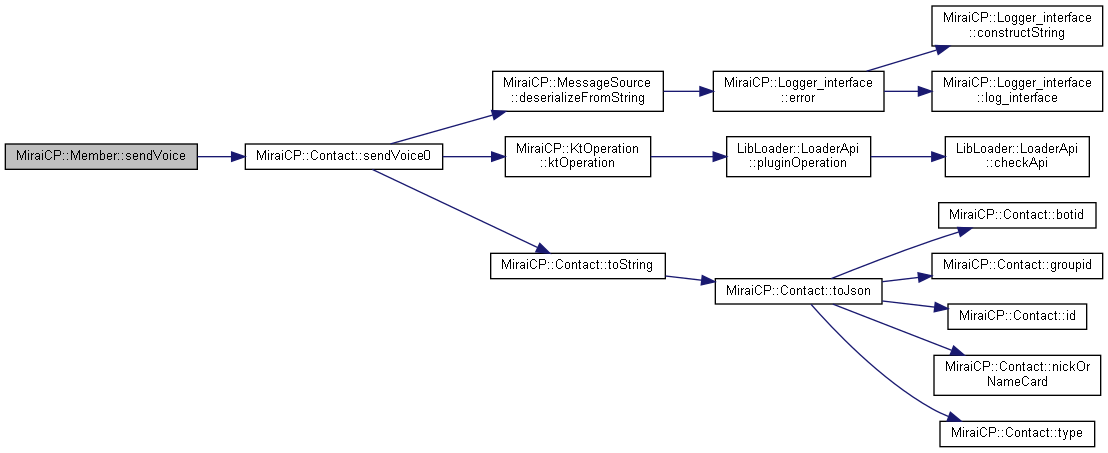 MiraiCP::Member::sendVoice
MiraiCP::Contact::sendVoice0
MiraiCP::MessageSource
::deserializeFromString
MiraiCP::Logger_interface
::error
MiraiCP::Logger_interface
::constructString
MiraiCP::Logger_interface
::log_interface
MiraiCP::KtOperation
::ktOperation
LibLoader::LoaderApi
::pluginOperation
LibLoader::LoaderApi
::checkApi
MiraiCP::Contact::toString
MiraiCP::Contact::toJson
MiraiCP::Contact::botid
MiraiCP::Contact::groupid
MiraiCP::Contact::id
MiraiCP::Contact::nickOr
NameCard
MiraiCP::Contact::type